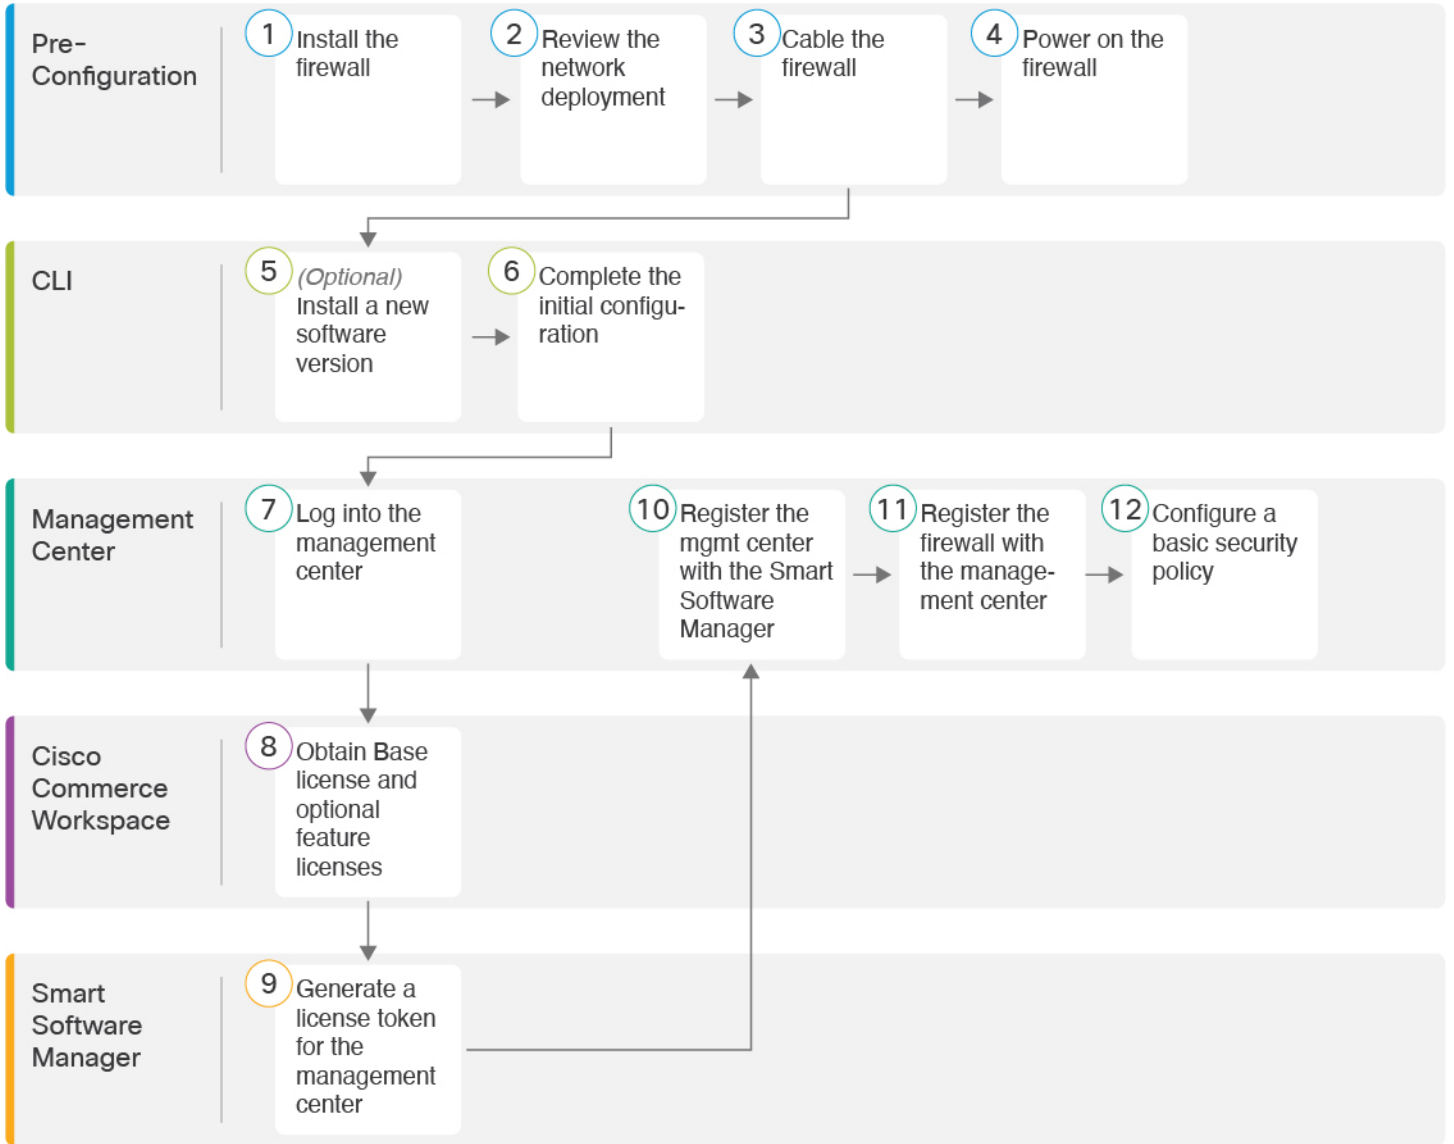 Pre-
Configuration
1
Install the
firewall
2
Review the
network
deployment
3
Cable the
firewall
4
Power on the
firewall
CLI
5
(Optional)
Install a new
software
version
6
Complete the
initial configu-
ration
Management
Center
7
Log into the
management
center
10
Register the
mgmt center
with the Smart
Software
Manager
11
Register the
firewall with
the manage-
ment center
12
Configure a
basic security
policy
Cisco
Commerce
Workspace
8
Obtain Base
license and
optional
feature
licenses
Smart
Software
Manager
9
Generate a
license token
for the
management
center